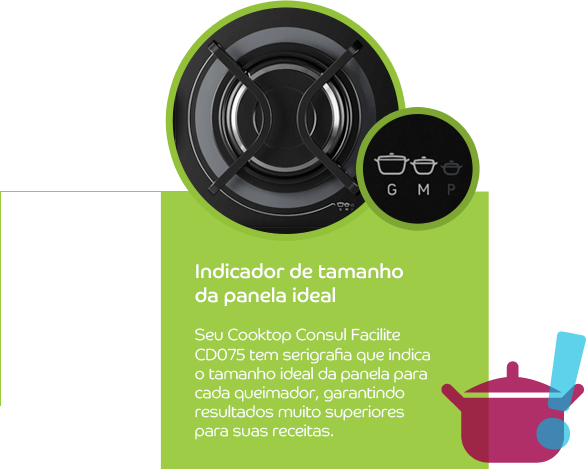 G M P
Indicador de tamanho
da panela ideal
Seu Cooktop Consul Facilite
CD075 tem serigrafia que indica
o tamanho ideal da panela para
cada queimador, garantindo
resultados muito superiores
para suas receitas.